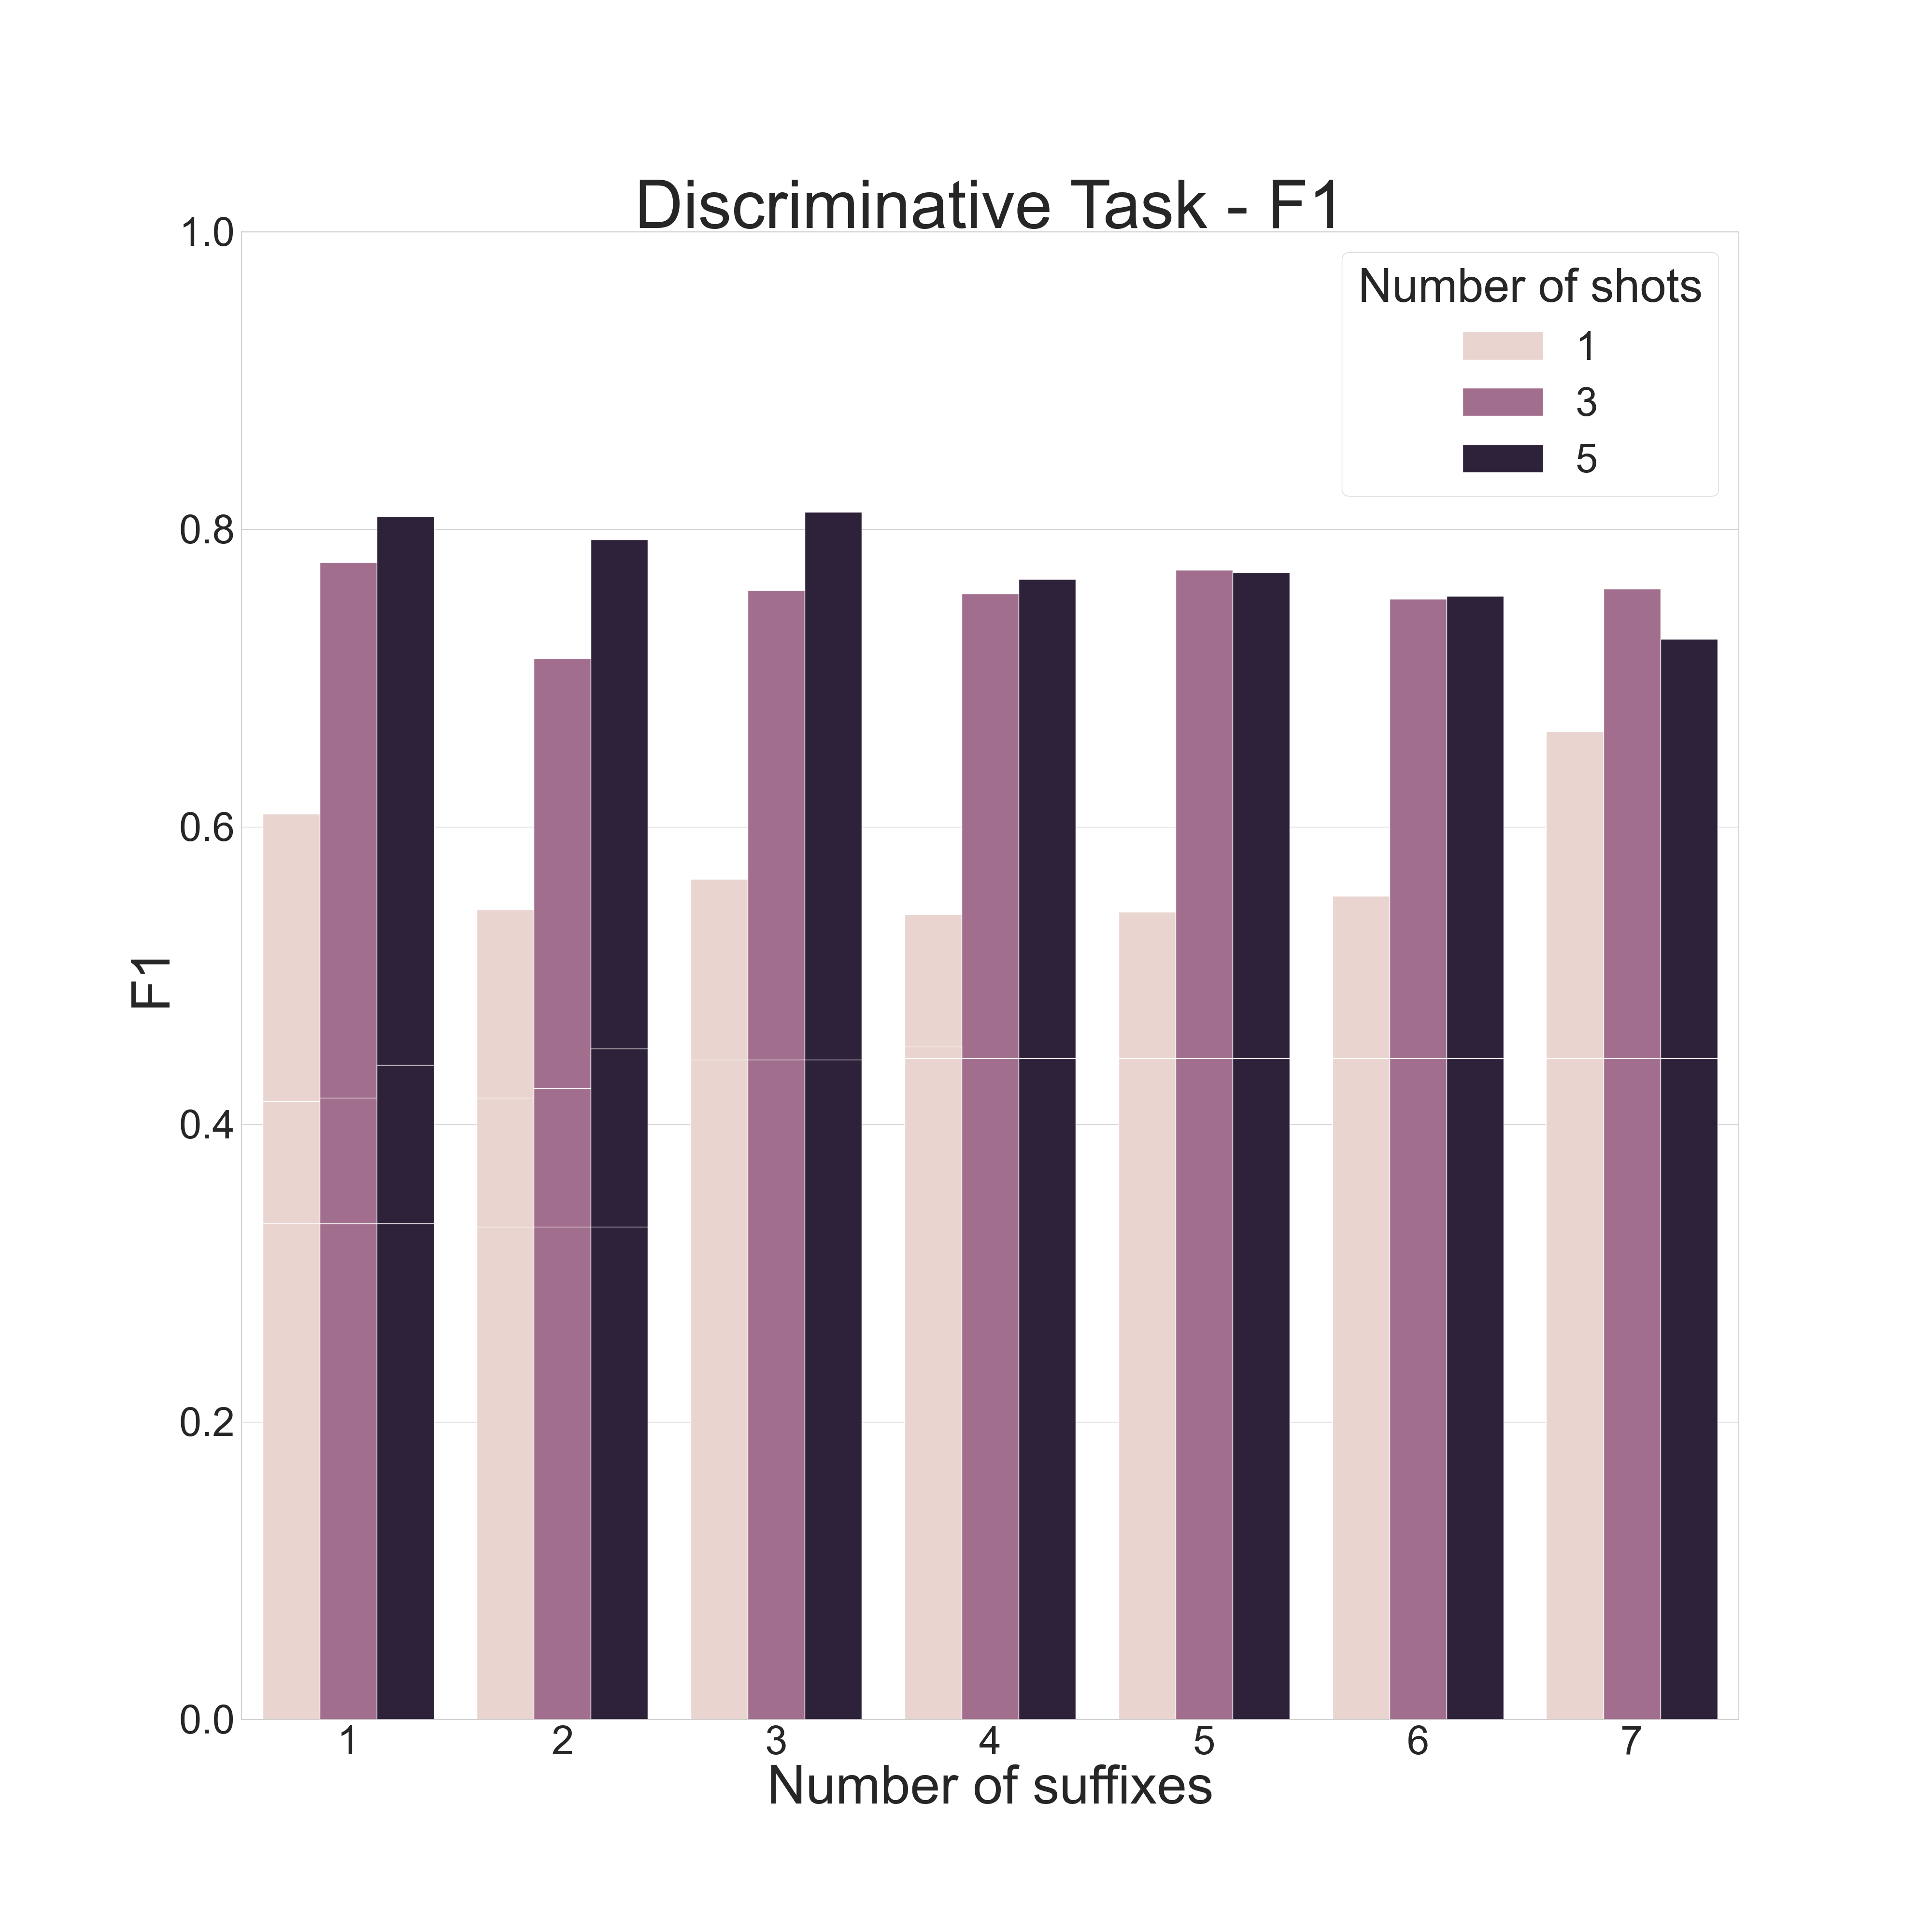 Discriminative Task - F1
Number of shots
1
3
5
1.0
0.8
0.6
0.4
0.2
0.0
F1
1 2 3 4 5 6 7
Number of suffixes